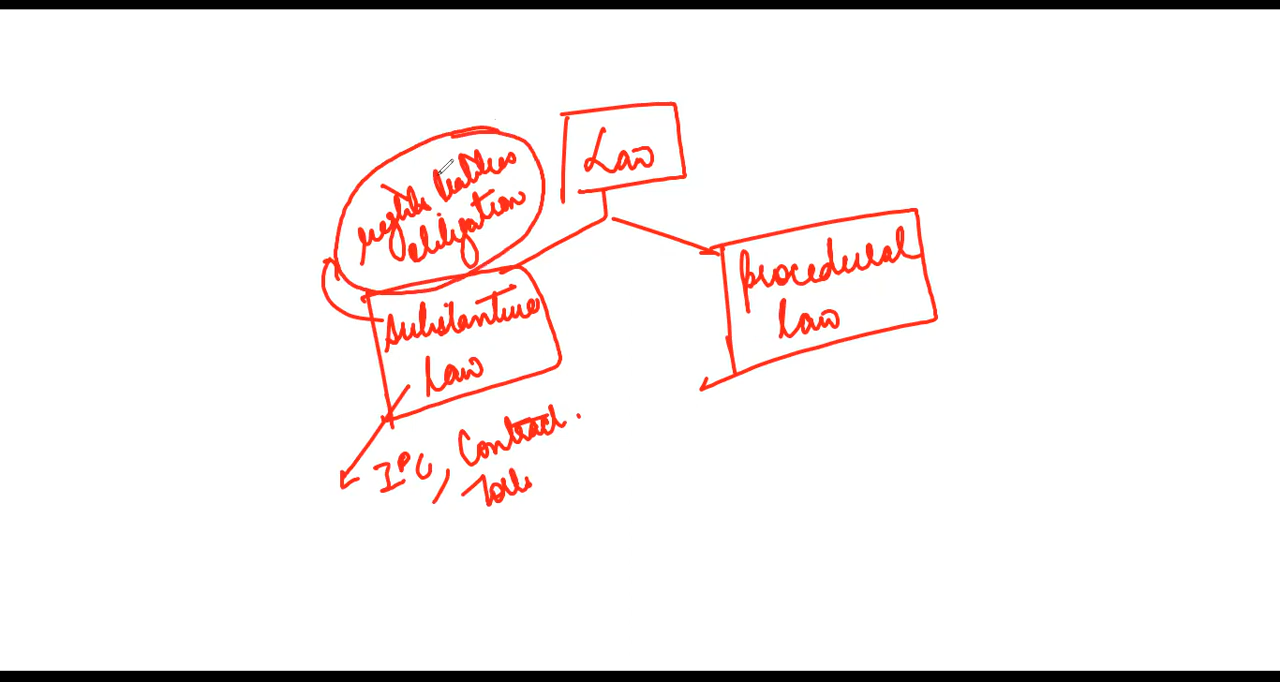 Law
rights liabilities
obligation
substantive
law
procedural
law
IPC, Contract.
Torts